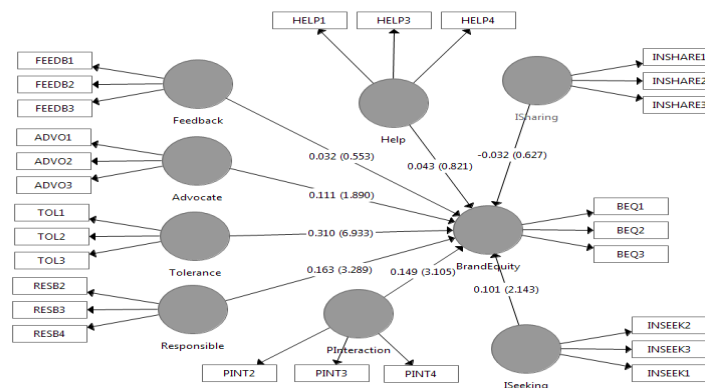 HELP1
HELP3
HELP4
FEEDB1
FEEDB2
FEEDB3
Feedback
Help
ISharing
INSHARE1
INSHARE2
INSHARE3
ADVO1
ADVO2
ADVO3
Advocate
0.032 (0.553)
0.043 (0.821)
-0.032 (0.627)
0.111 (1.890)
TOL1
TOL2
TOL3
Tolerance
0.310 (6.933)
BrandEquity
BEQ1
BEQ2
BEQ3
RESB2
RESB3
RESB4
Responsible
0.163 (3.289)
0.149 (3.105)
0.101 (2.143)
PInteraction
PINT2
PINT3
PINT4
ISeeking
INSEEK2
INSEEK3
INSEEK1